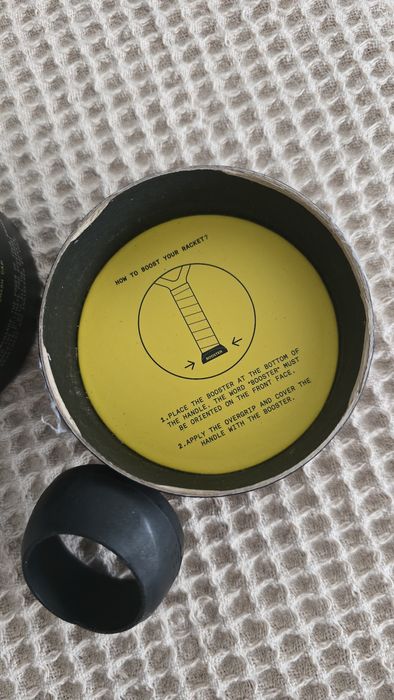 HOW TO BOOST YOUR RACKET?
BOOSTER
1.PLACE THE BOOSTER AT THE BOTTOM OF
THE HANDLE. THE WORD "BOOSTER" MUST
BE ORIENTED ON THE FRONT FACE.
2.APPLY THE OVERGRIP AND COVER THE
HANDLE WITH THE BOOSTER.